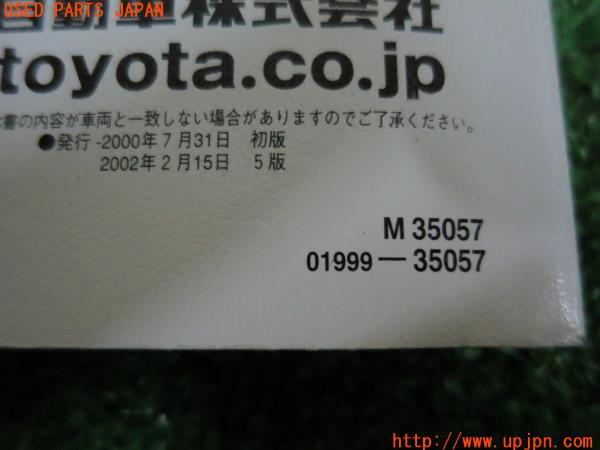 USED PARTS JAPAN
自動車株式会社
toyota.co.jp
書の内容が車両と一致しない場合がありますのでご了承ください。
●発行-2000年7月31日 初版
2002年2月15日 5版
M 35057
01999―35057
http://www.upjpn.com/